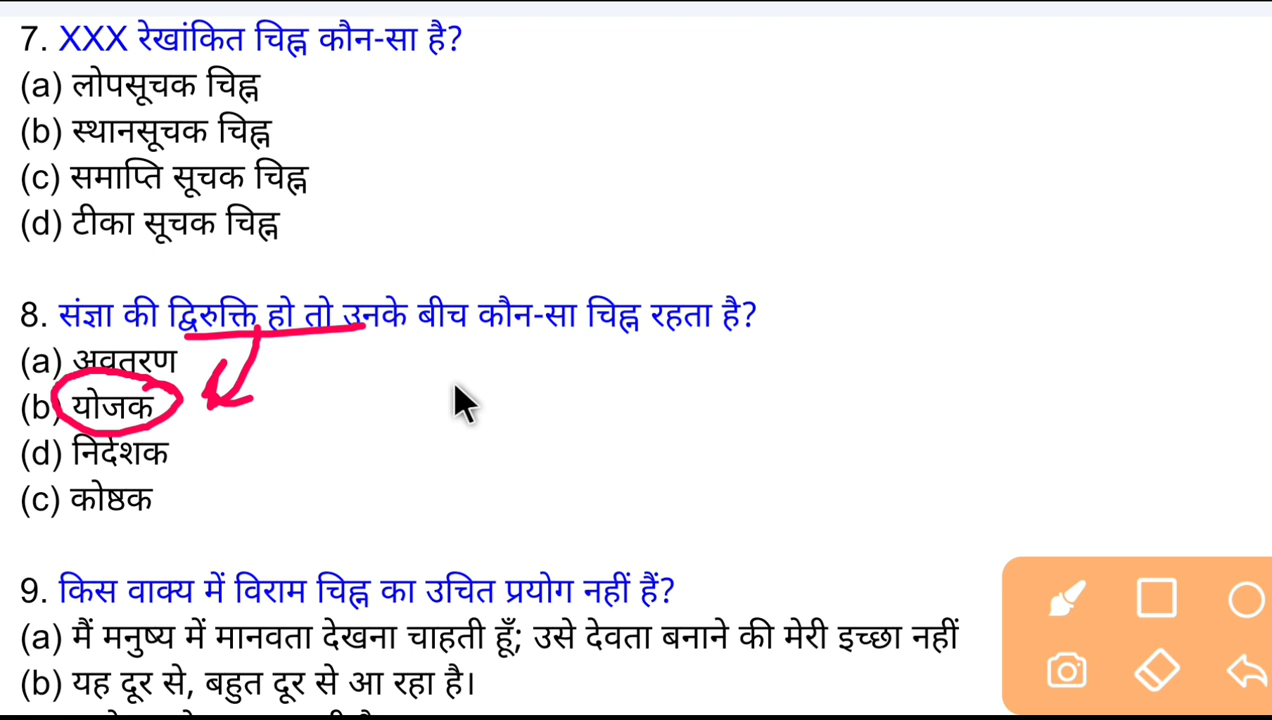 7. XXX रेखांकित चिह्न कौन-सा है?
(a) लोपसूचक चिह्न
(b) स्थानसूचक चिह्न
(c) समाप्ति सूचक चिह्न
(d) टीका सूचक चिह्न
8. संज्ञा की द्विरुक्ति हो तो उनके बीच कौन-सा चिह्न रहता है?
(a) अवतरण
(b) योजक
(d) निर्देशक
(c) कोष्ठक
9. किस वाक्य में विराम चिह्न का उचित प्रयोग नहीं हैं?
(a) मैं मनुष्य में मानवता देखना चाहती हूँ; उसे देवता बनाने की मेरी इच्छा नहीं
(b) यह दूर से, बहुत दूर से आ रहा है।